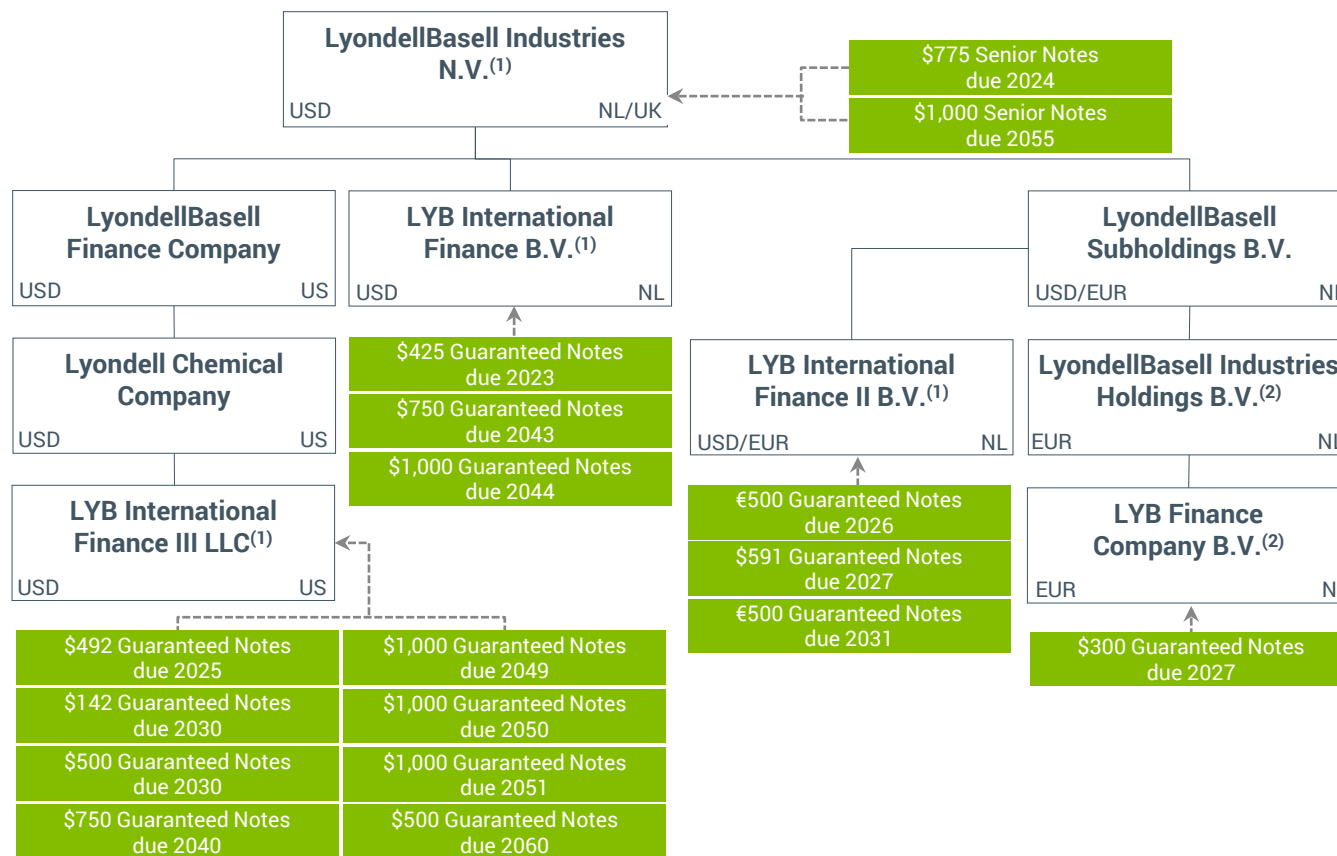 LyondellBasell Industries
N.V.(1)
USD NL/UK
$775 Senior Notes
due 2024
$1,000 Senior Notes
due 2055
LyondellBasell
Finance Company
USD US
LYB International
Finance B.V.(1)
USD NL
LyondellBasell
Subholdings B.V.
USD/EUR NL
Lyondell Chemical
Company
USD US
$425 Guaranteed Notes
due 2023
$750 Guaranteed Notes
due 2043
$1,000 Guaranteed Notes
due 2044
LYB International
Finance II B.V.(1)
USD/EUR NL
LyondellBasell Industries
Holdings B.V.(2)
EUR NL
LYB International
Finance III LLC(1)
USD US
€500 Guaranteed Notes
due 2026
$591 Guaranteed Notes
due 2027
€500 Guaranteed Notes
due 2031
LYB Finance
Company B.V.(2)
EUR N
$300 Guaranteed Notes
due 2027
$492 Guaranteed Notes
due 2025
$142 Guaranteed Notes
due 2030
$500 Guaranteed Notes
due 2030
$750 Guaranteed Notes
due 2040
$1,000 Guaranteed Notes
due 2049
$1,000 Guaranteed Notes
due 2050
$1,000 Guaranteed Notes
due 2051
$500 Guaranteed Notes
due 2060